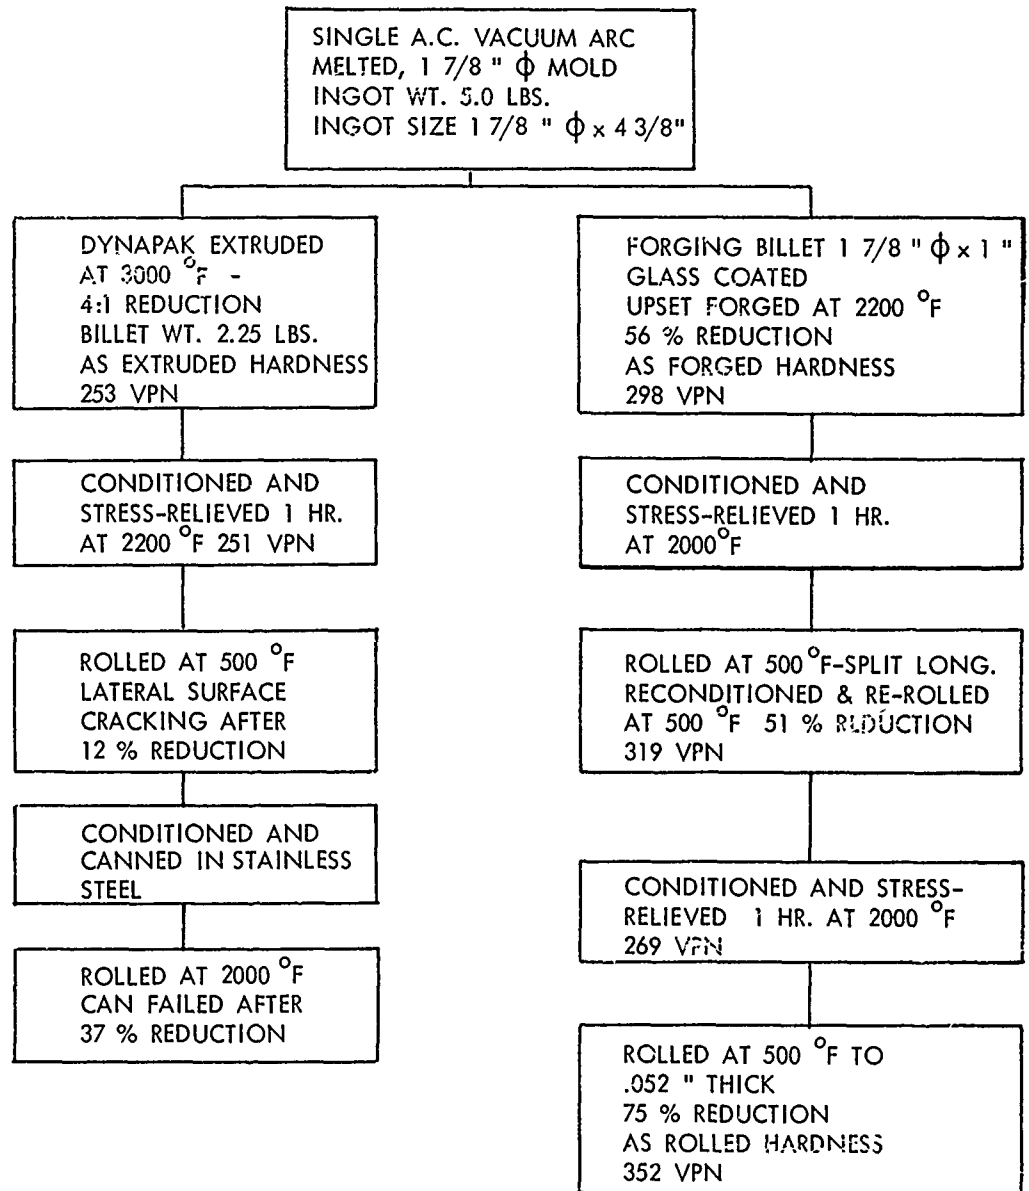 SINGLE A.C. VACUUM ARC
MELTED, 1 7/8 " ϕ MOLD
INGOT WT. 5.0 LBS.
INGOT SIZE 1 7/8 " ϕ x 4 3/8"
DYNAPAK EXTRUDED
AT 3000 °F -
4:1 REDUCTION
BILLET WT. 2.25 LBS.
AS EXTRUDED HARDNESS
253 VPN
CONDITIONED AND
STRESS-RELIEVED 1 HR.
AT 2200 °F 251 VPN
ROLLED AT 500 °F
LATERAL SURFACE
CRACKING AFTER
12 % REDUCTION
CONDITIONED AND
CANNED IN STAINLESS
STEEL
ROLLED AT 2000 °F
CAN FAILED AFTER
37 % REDUCTION
FORGING BILLET 1 7/8 " ϕ x 1 "
GLASS COATED
UPSET FORGED AT 2200 °F
56 % REDUCTION
AS FORGED HARDNESS
298 VPN
CONDITIONED AND
STRESS-RELIEVED 1 HR.
AT 2000°F
ROLLED AT 500°F-SPLIT LONG.
RECONDITIONED & RE-ROLLED
AT 500 °F 51 % REDUCTION
319 VPN
CONDITIONED AND STRESS-
RELIEVED 1 HR. AT 2000 °F
269 VPN
ROLLED AT 500 °F TO
.052 " THICK
75 % REDUCTION
AS ROLLED HARDNESS
352 VPN